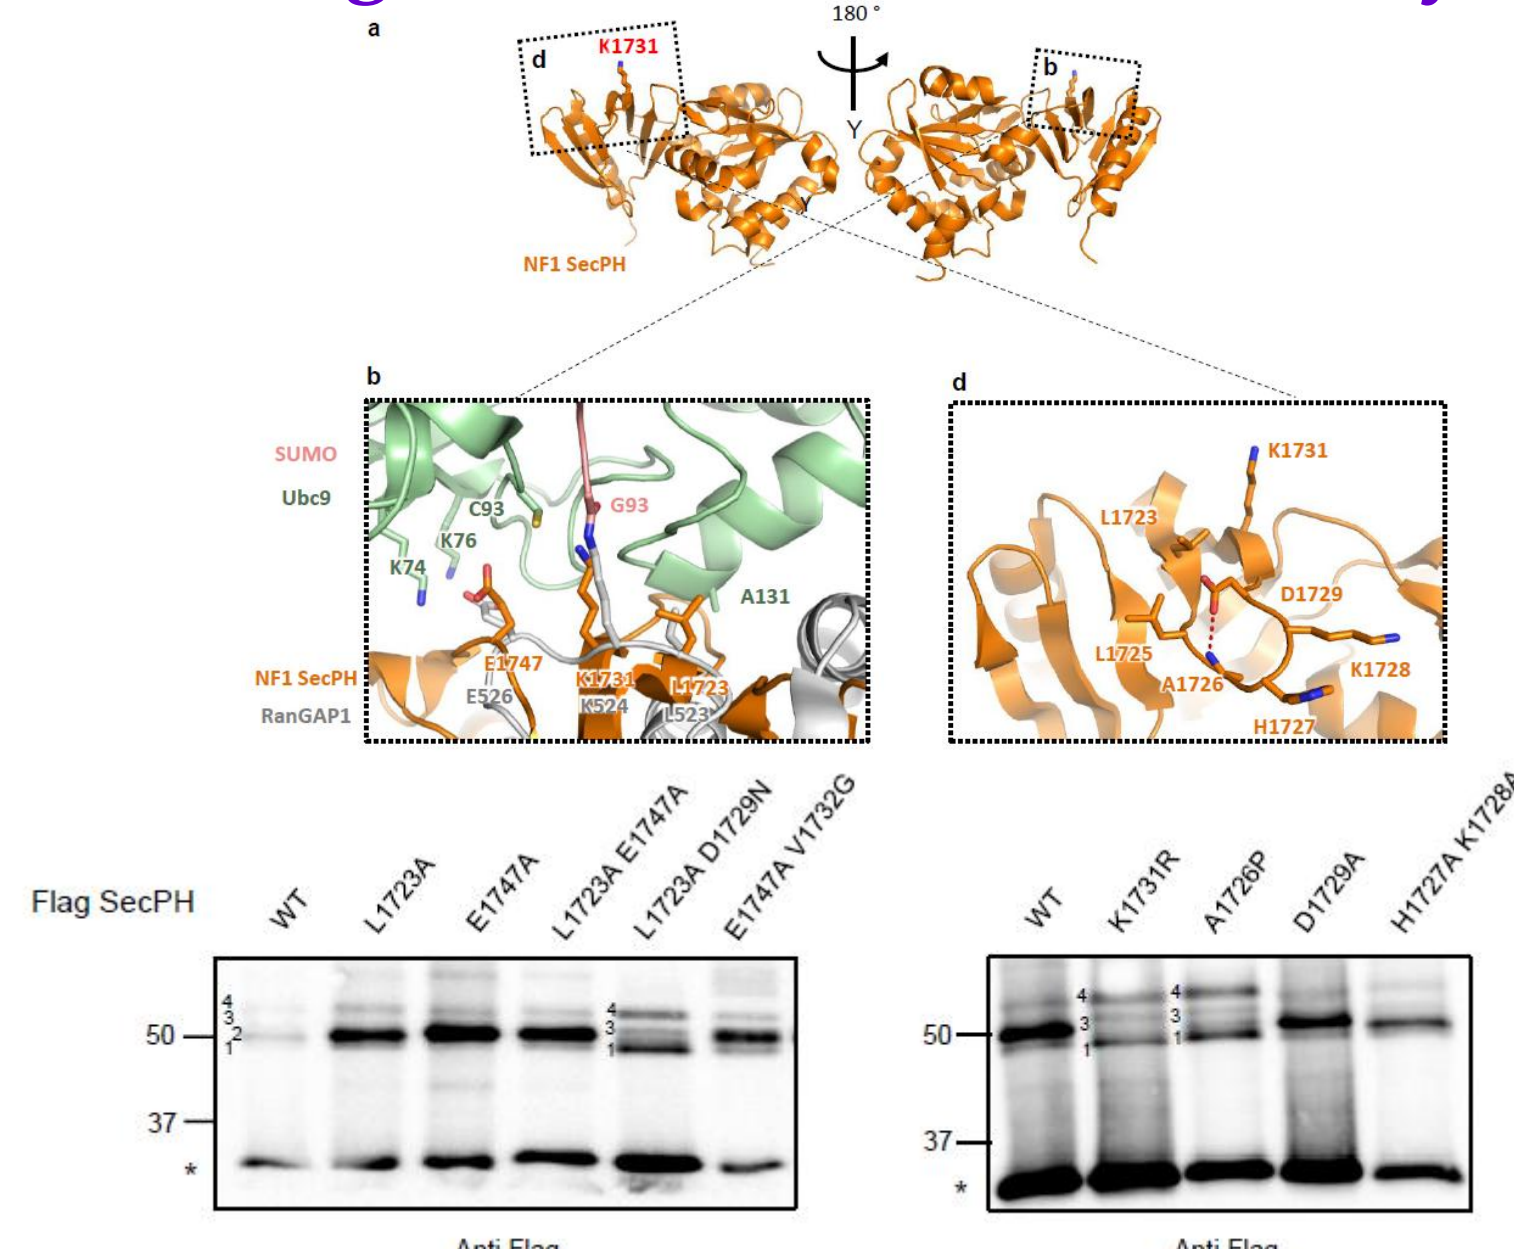 a
180 °
K1731
d
b
Y
Y
NF1 SecPH
b
d
SUMO
Ubc9
C93
G93
K76
K74
A131
E1747
K1731
L1723
NF1 SecPH
E526
K524
L523
RanGAP1
K1731
L1723
D1729
L1725
K1728
A1726
H1727
Flag SecPH
WT
L1723A
E1747A
L1723A E1747A
L1723A D1729N
E1747A V1732G
WT
K1731R
A1726P
D1729A
H1727A K1728A
4
3
2
1
4
3
1
50
37
*
4
3
1
4
3
1
50
37
*
Anti Flag
Anti Flag